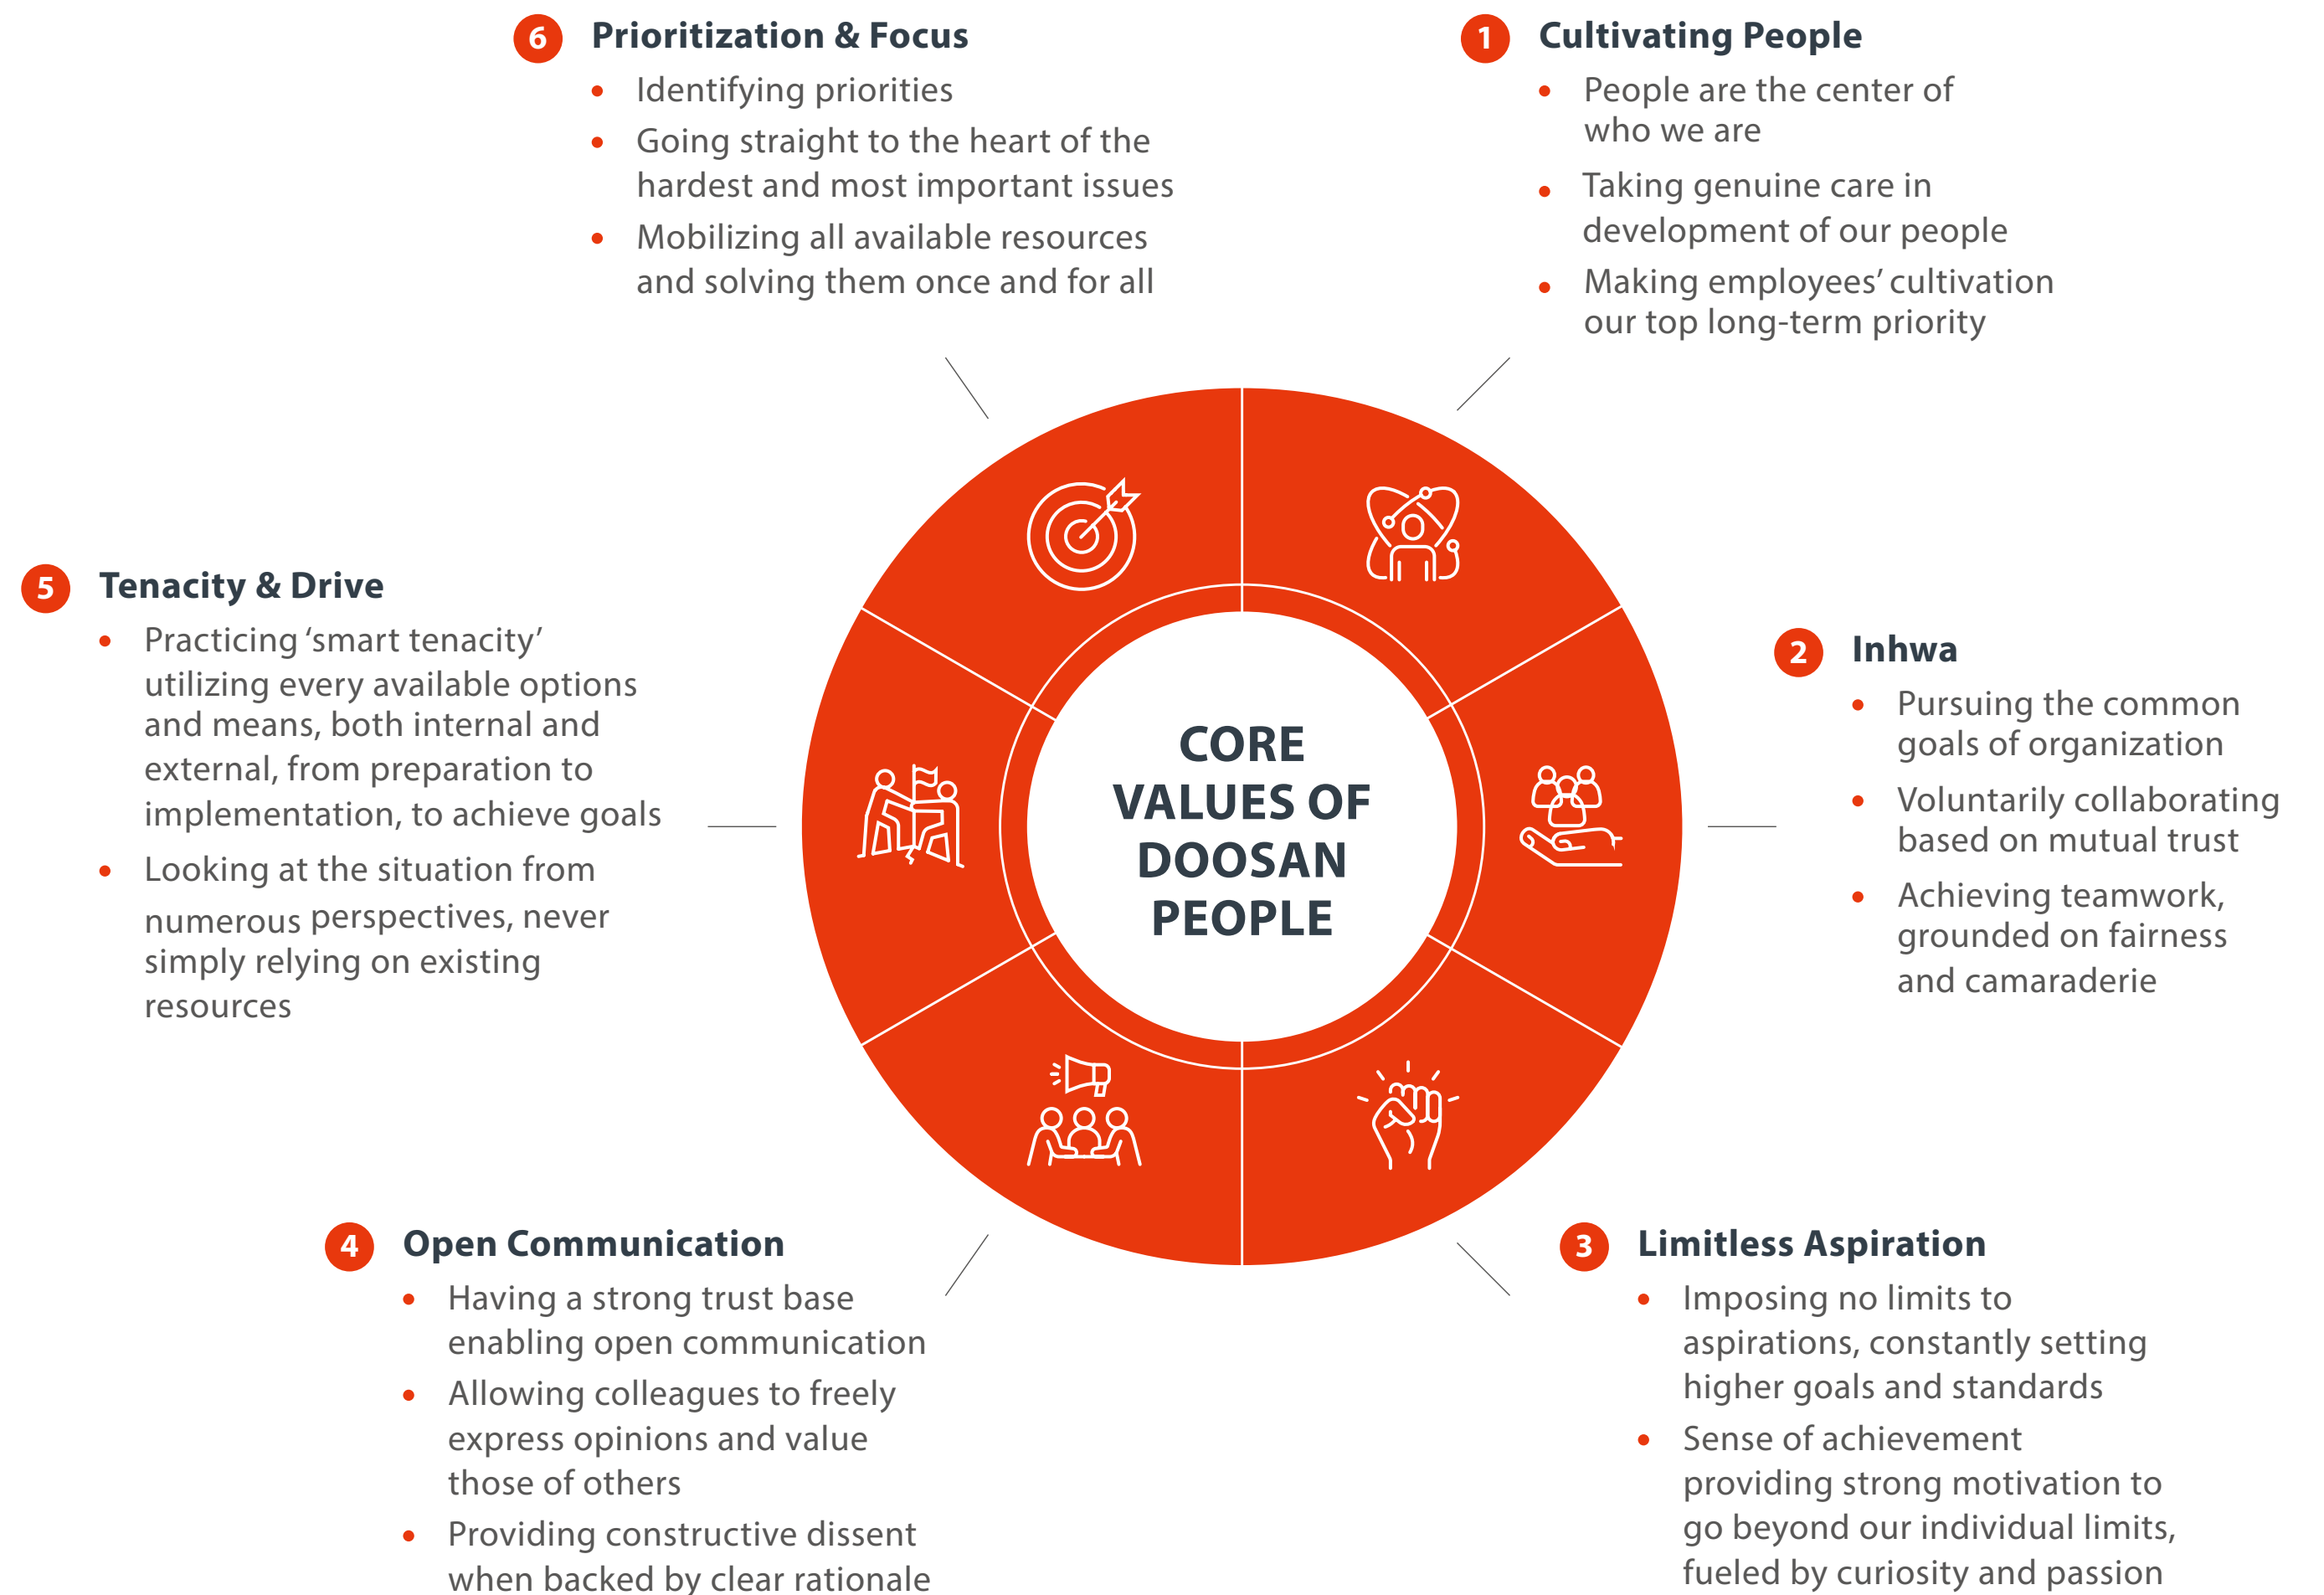 6 Prioritization & Focus
• Identifying priorities
• Going straight to the heart of the
hardest and most important issues
• Mobilizing all available resources
and solving them once and for all
1 Cultivating People
• People are the center of
who we are
• Taking genuine care in
development of our people
• Making employees’ cultivation
our top long-term priority
5 Tenacity & Drive
• Practicing ‘smart tenacity’
utilizing every available options
and means, both internal and
external, from preparation to
implementation, to achieve goals
• Looking at the situation from
numerous perspectives, never
simply relying on existing
resources
CORE
VALUES OF
DOOSAN
PEOPLE
2 Inhwa
• Pursuing the common
goals of organization
• Voluntarily collaborating
based on mutual trust
• Achieving teamwork,
grounded on fairness
and camaraderie
4 Open Communication
• Having a strong trust base
enabling open communication
• Allowing colleagues to freely
express opinions and value
those of others
• Providing constructive dissent
when backed by clear rationale
3 Limitless Aspiration
• Imposing no limits to
aspirations, constantly setting
higher goals and standards
• Sense of achievement
providing strong motivation to
go beyond our individual limits,
fueled by curiosity and passion